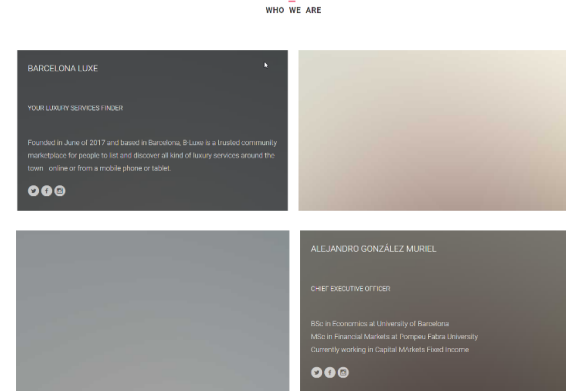 WHO WE ARE
BARCELONA LUXE
YOUR LUXURY SERVICES FINDER
Founded in June of 2017 and based in Barcelona, B-Luxe is a trusted community
marketplace for people to list and discover all kind of luxury services around the
town online or from a mobile phone or tablet.
ALEJANDRO GONZÁLEZ MURIEL
CHIEF EXECUTIVE OFFICER
BSc in Economics at University of Barcelona
MSc in Financial Markets at Pompeu Fabra University
Currently working in Capital MArkets Fixed Income